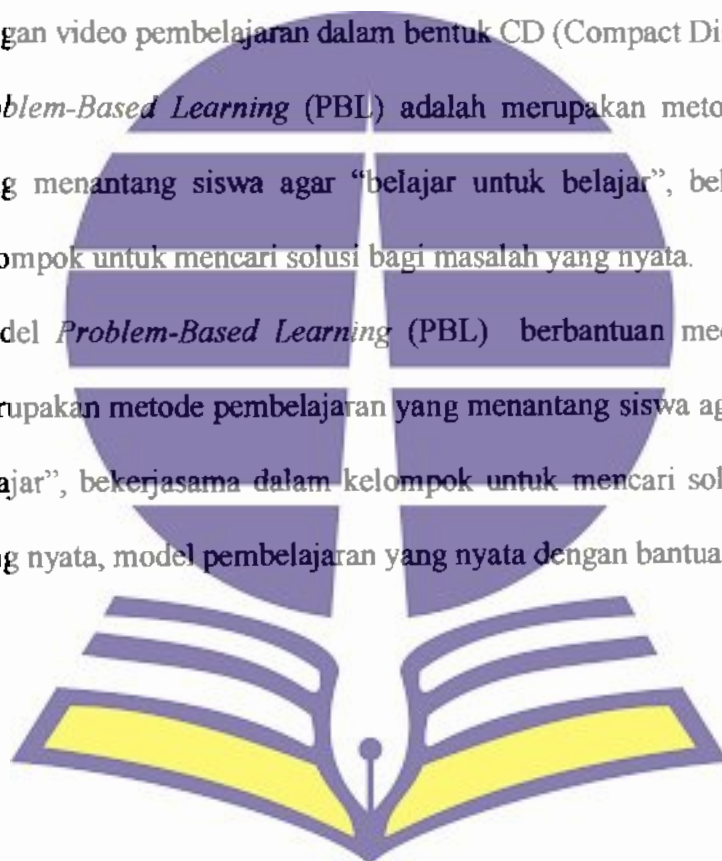 gan video pembelajaran dalam bentuk CD (Compact Di
blem-Based Learning (PBL) adalah merupakan meto
g menantang siswa agar “belajar untuk belajar”, bel
ompok untuk mencari solusi bagi masalah yang nyata.
del Problem-Based Learning (PBL) berbantuan me
rupakan metode pembelajaran yang menantang siswa ag
ajar”, bekerjasama dalam kelompok untuk mencari sol
g nyata, model pembelajaran yang nyata dengan bantua